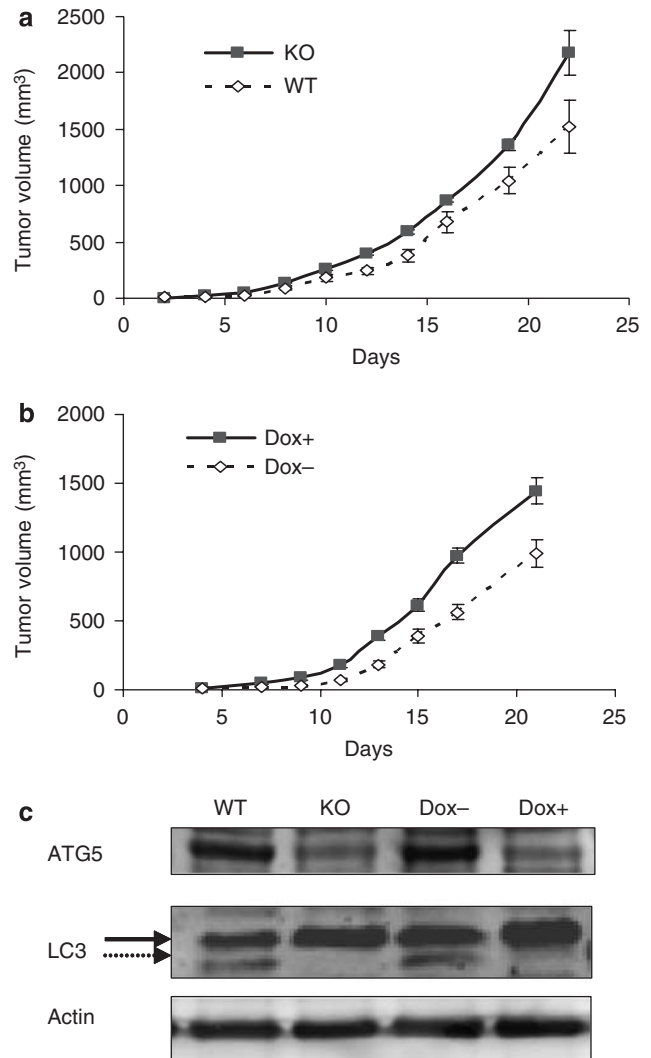 a
Tumor volume (mm³)
2500
2000
1500
1000
500
0
KO
WT
0 5 10 15 20 25
Days
b
Tumor volume (mm³)
2000
1500
1000
500
0
Dox+
Dox–
0 5 10 15 20 25
Days
c
WT KO Dox– Dox+
ATG5
LC3
Actin